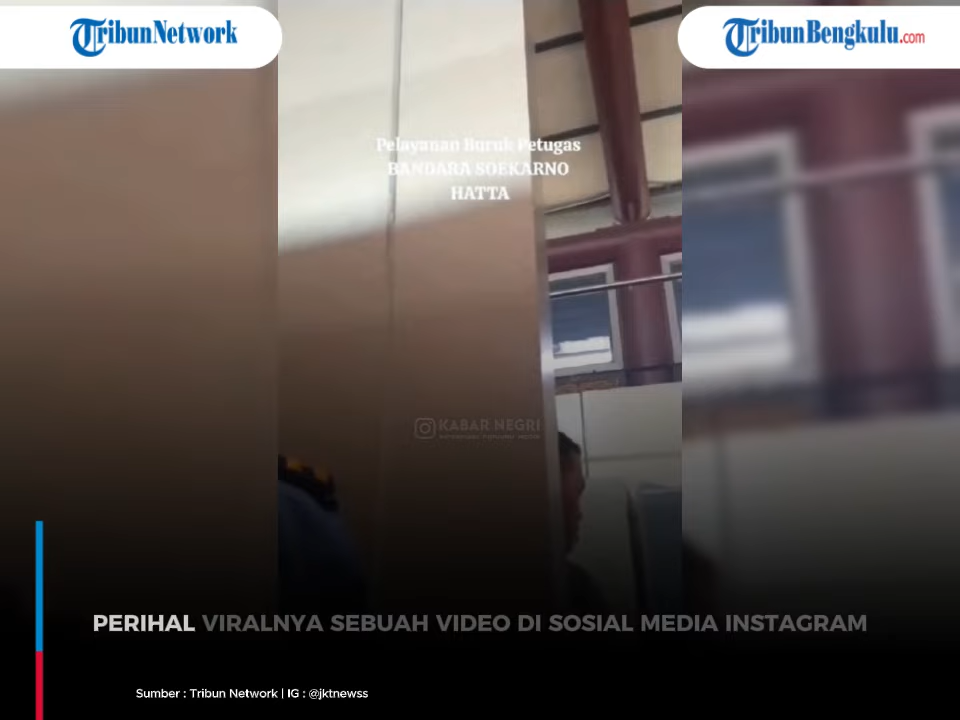 TribunNetwork
TribunBengkulu.com
Pelayanan Buruk Petugas
BANDARA SOEKARNO
HATTA
KABAR NEGRI
PERIHAL VIRALNYA SEBUAH VIDEO DI SOSIAL MEDIA INSTAGRAM
Sumber : Tribun Network | IG : @jktnewss